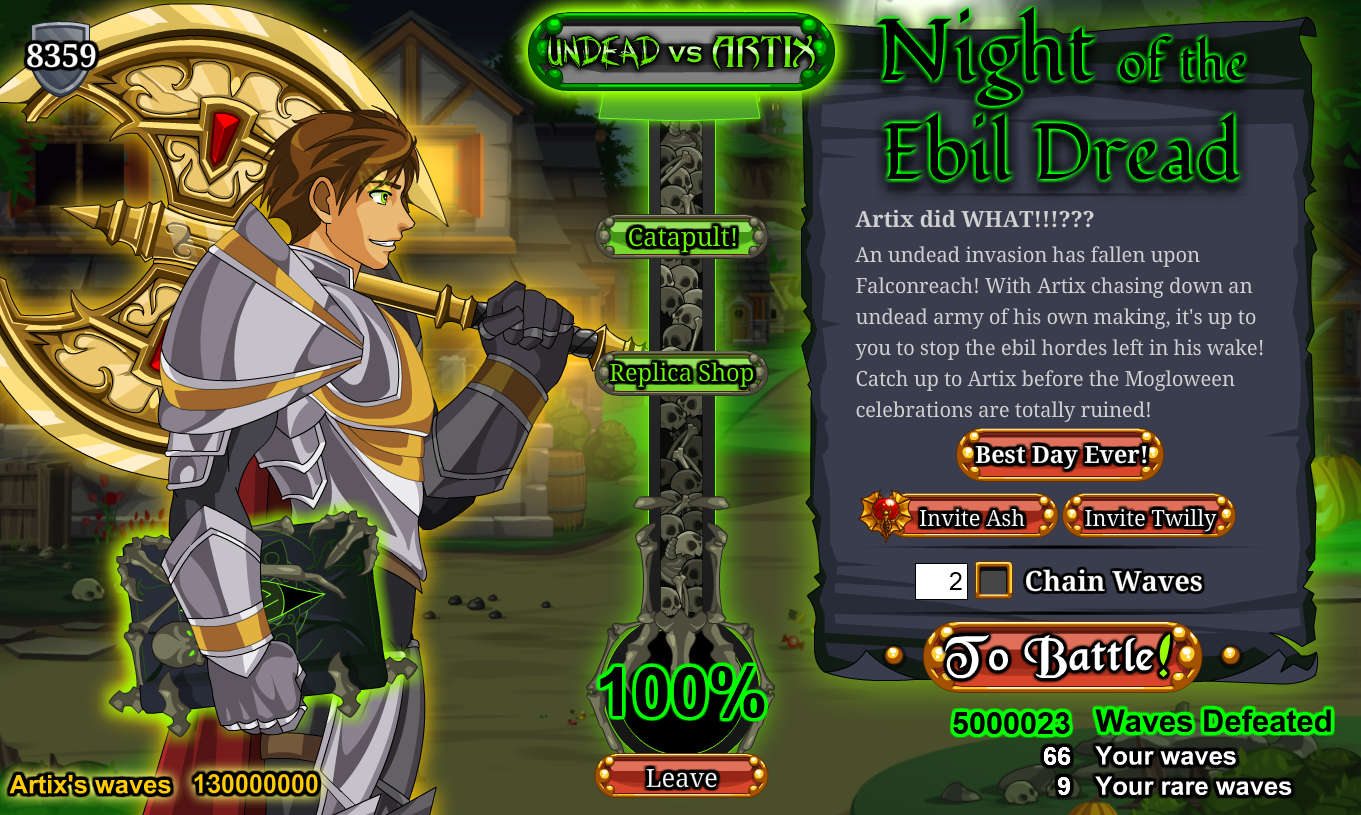 8359
UNDEAD vs ARTIX
Night of the
Ebil Dread
Artix did WHAT!!!???
An undead invasion has fallen upon
Falconreach! With Artix chasing down an
undead army of his own making, it's up to
you to stop the ebil hordes left in his wake!
Catch up to Artix before the Mogloween
celebrations are totally ruined!
Catapult!
Replica Shop
Best Day Ever!
Invite Ash
Invite Twilly
2 Chain Waves
To Battle!
100%
Leave
5000023 Waves Defeated
66 Your waves
9 Your rare waves
Artix's waves 130000000